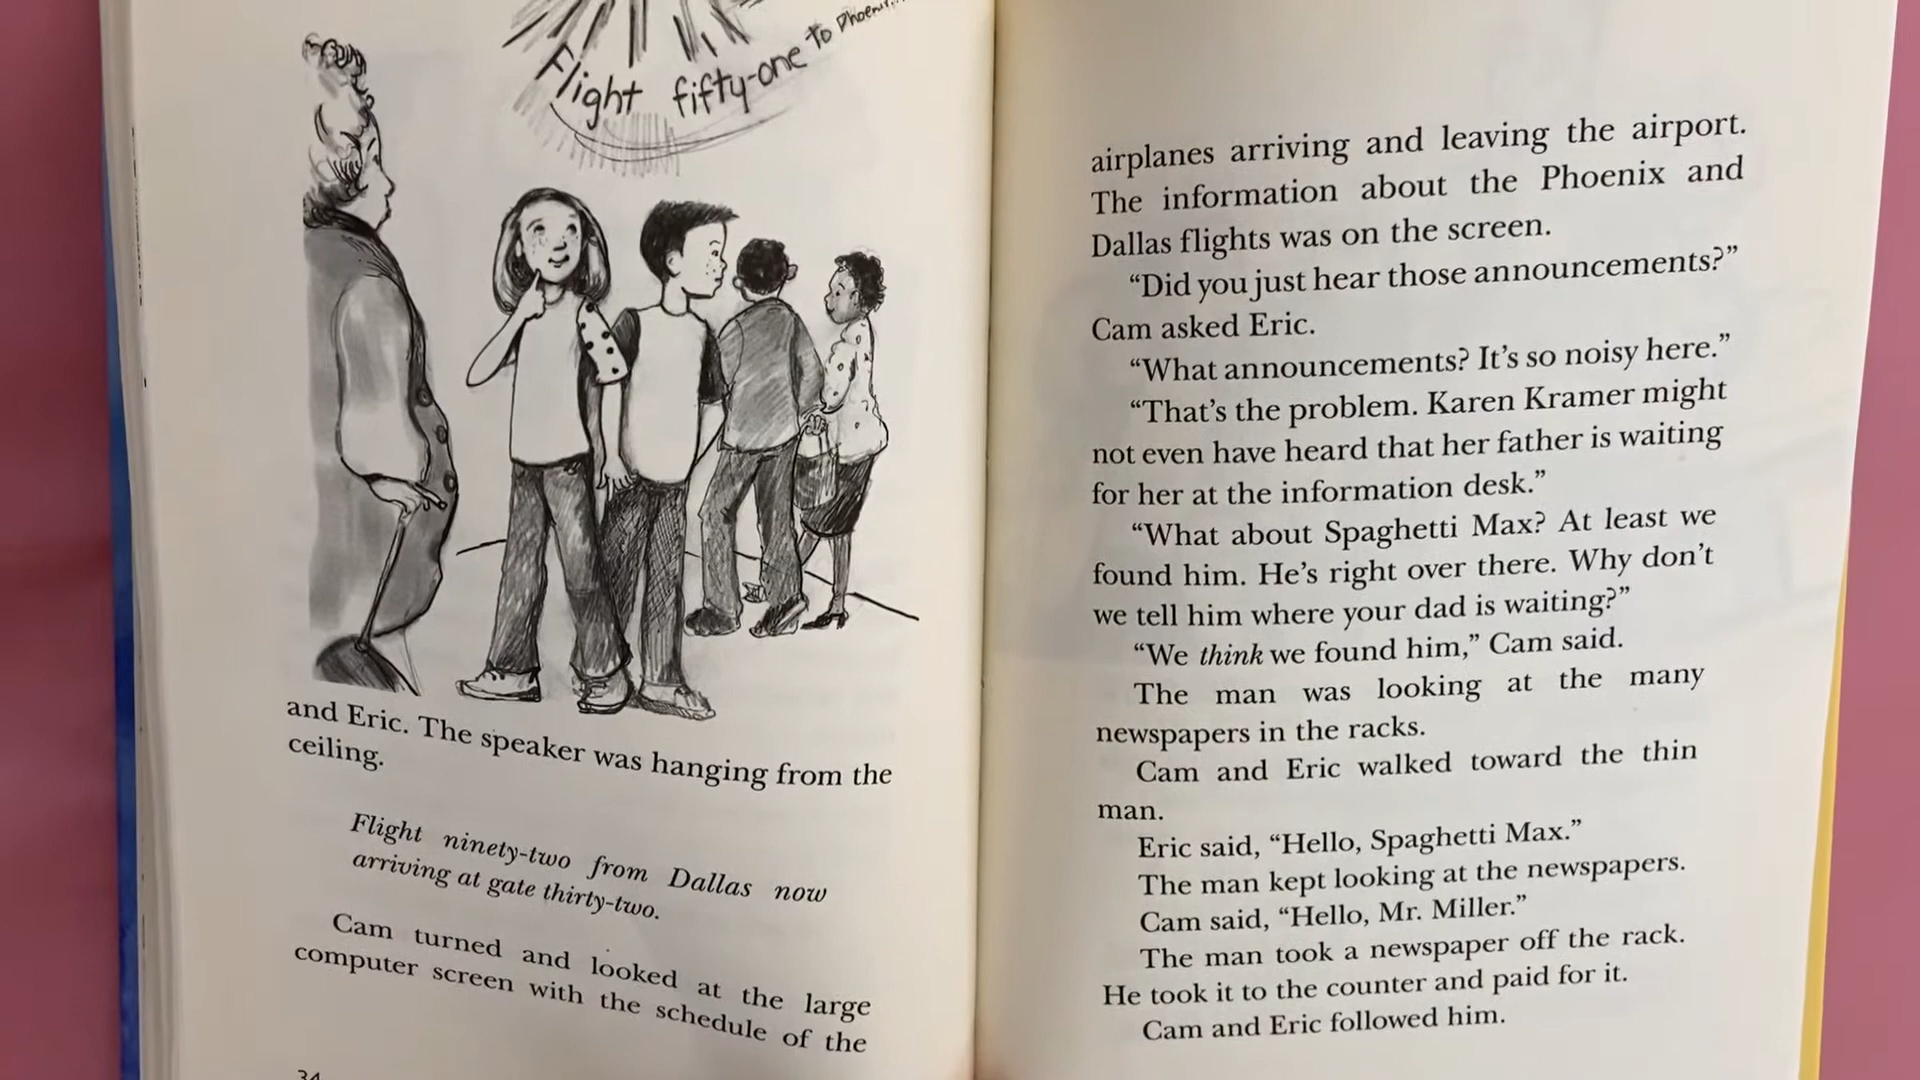 Flight fifty-one to Phoenix...
and Eric. The speaker was hanging from the
ceiling.
Flight ninety-two from Dallas now
arriving at gate thirty-two.
Cam turned and looked at the large
computer screen with the schedule of the
34
airplanes arriving and leaving the airport.
The information about the Phoenix and
Dallas flights was on the screen.
“Did you just hear those announcements?”
Cam asked Eric.
“What announcements? It’s so noisy here.”
“That’s the problem. Karen Kramer might
not even have heard that her father is waiting
for her at the information desk.”
“What about Spaghetti Max? At least we
found him. He’s right over there. Why don’t
we tell him where your dad is waiting?”
“We think we found him,” Cam said.
The man was looking at the many
newspapers in the racks.
Cam and Eric walked toward the thin
man.
Eric said, “Hello, Spaghetti Max.”
The man kept looking at the newspapers.
Cam said, “Hello, Mr. Miller.”
The man took a newspaper off the rack.
He took it to the counter and paid for it.
Cam and Eric followed him.